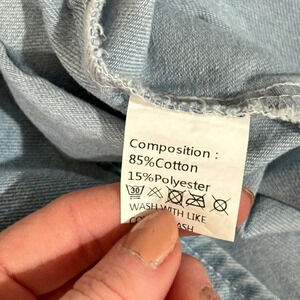 Composition :
85%Cotton
15%Polyester
30
WASH WITH LIKE